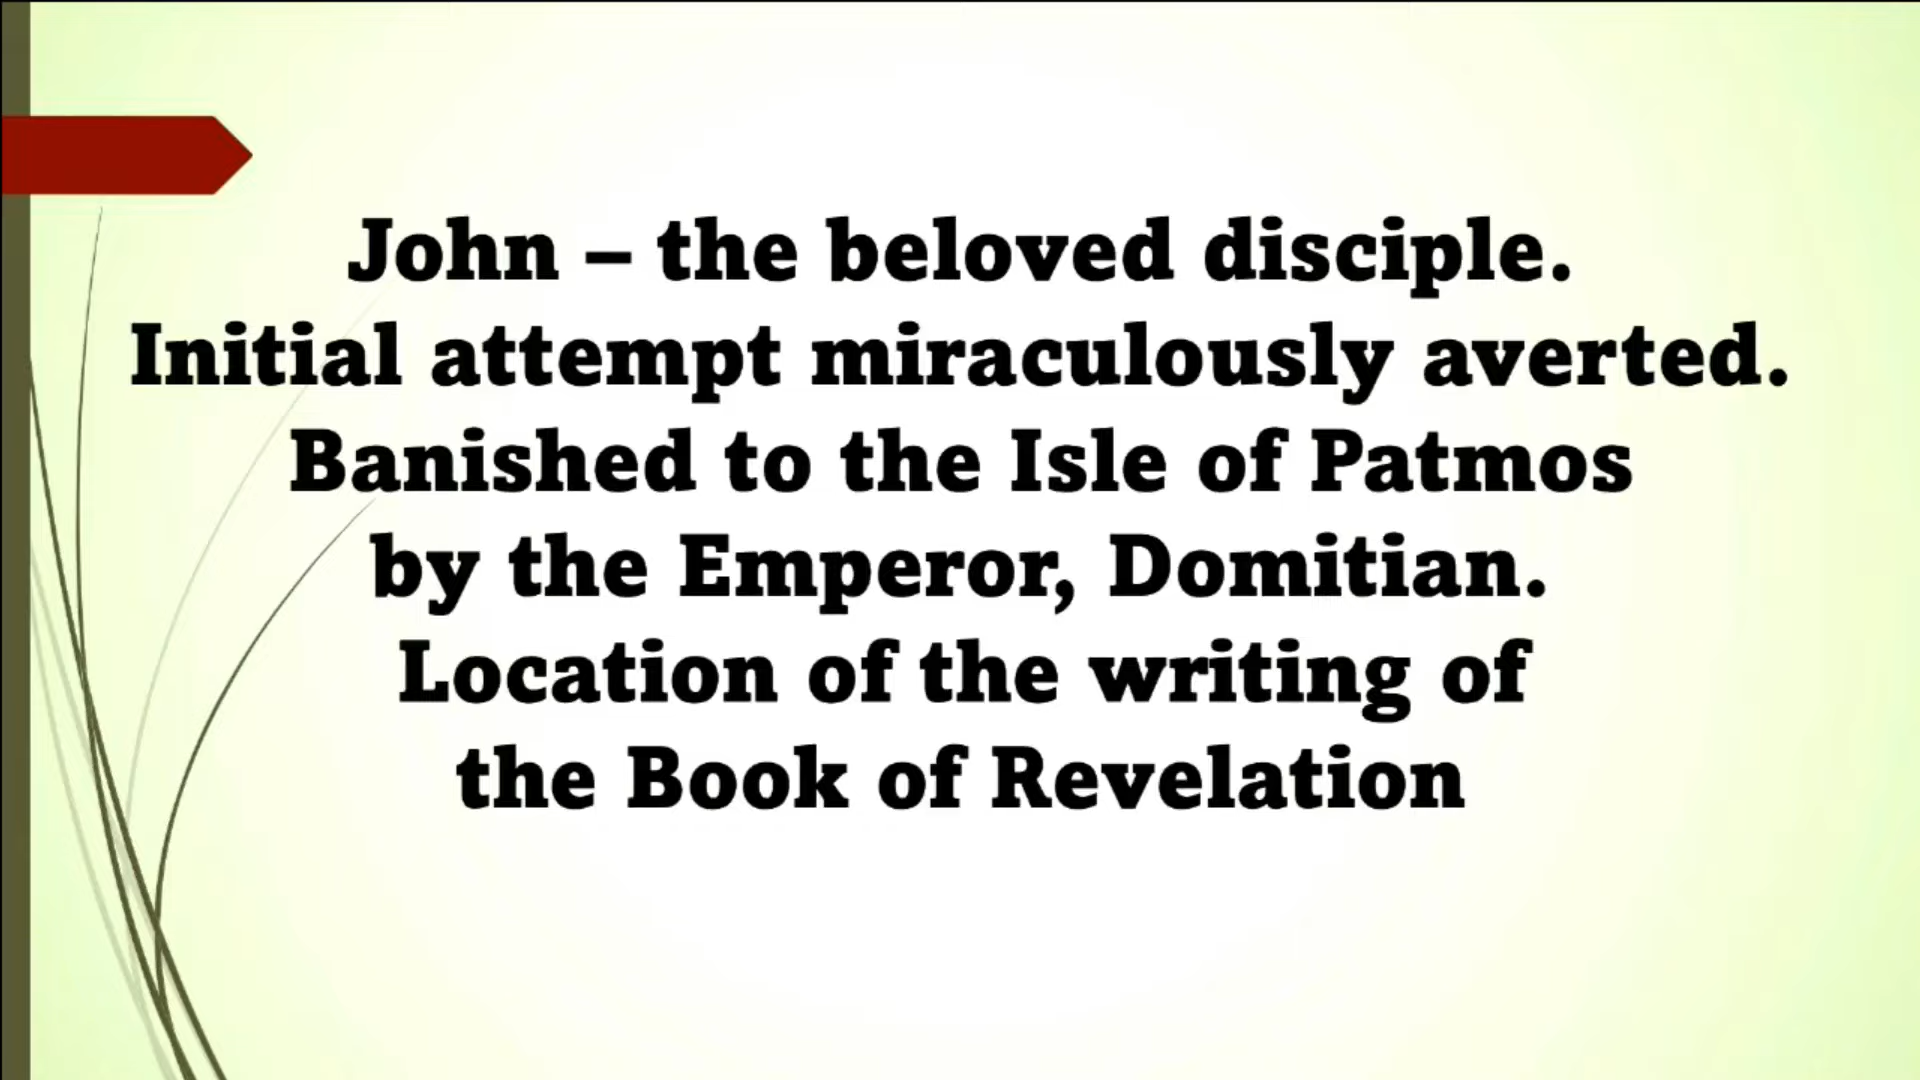 John – the beloved disciple.
Initial attempt miraculously averted.
Banished to the Isle of Patmos
by the Emperor, Domitian.
Location of the writing of
the Book of Revelation